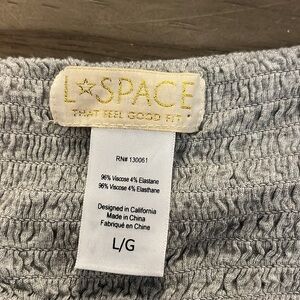 L☆SPACE
THAT FEEL GOOD FIT
RN# 130061
96% Viscose 4% Elastane
96% Viscose 4% Elasthane
Designed in California
Made in China
Fabriqué en Chine
L/G